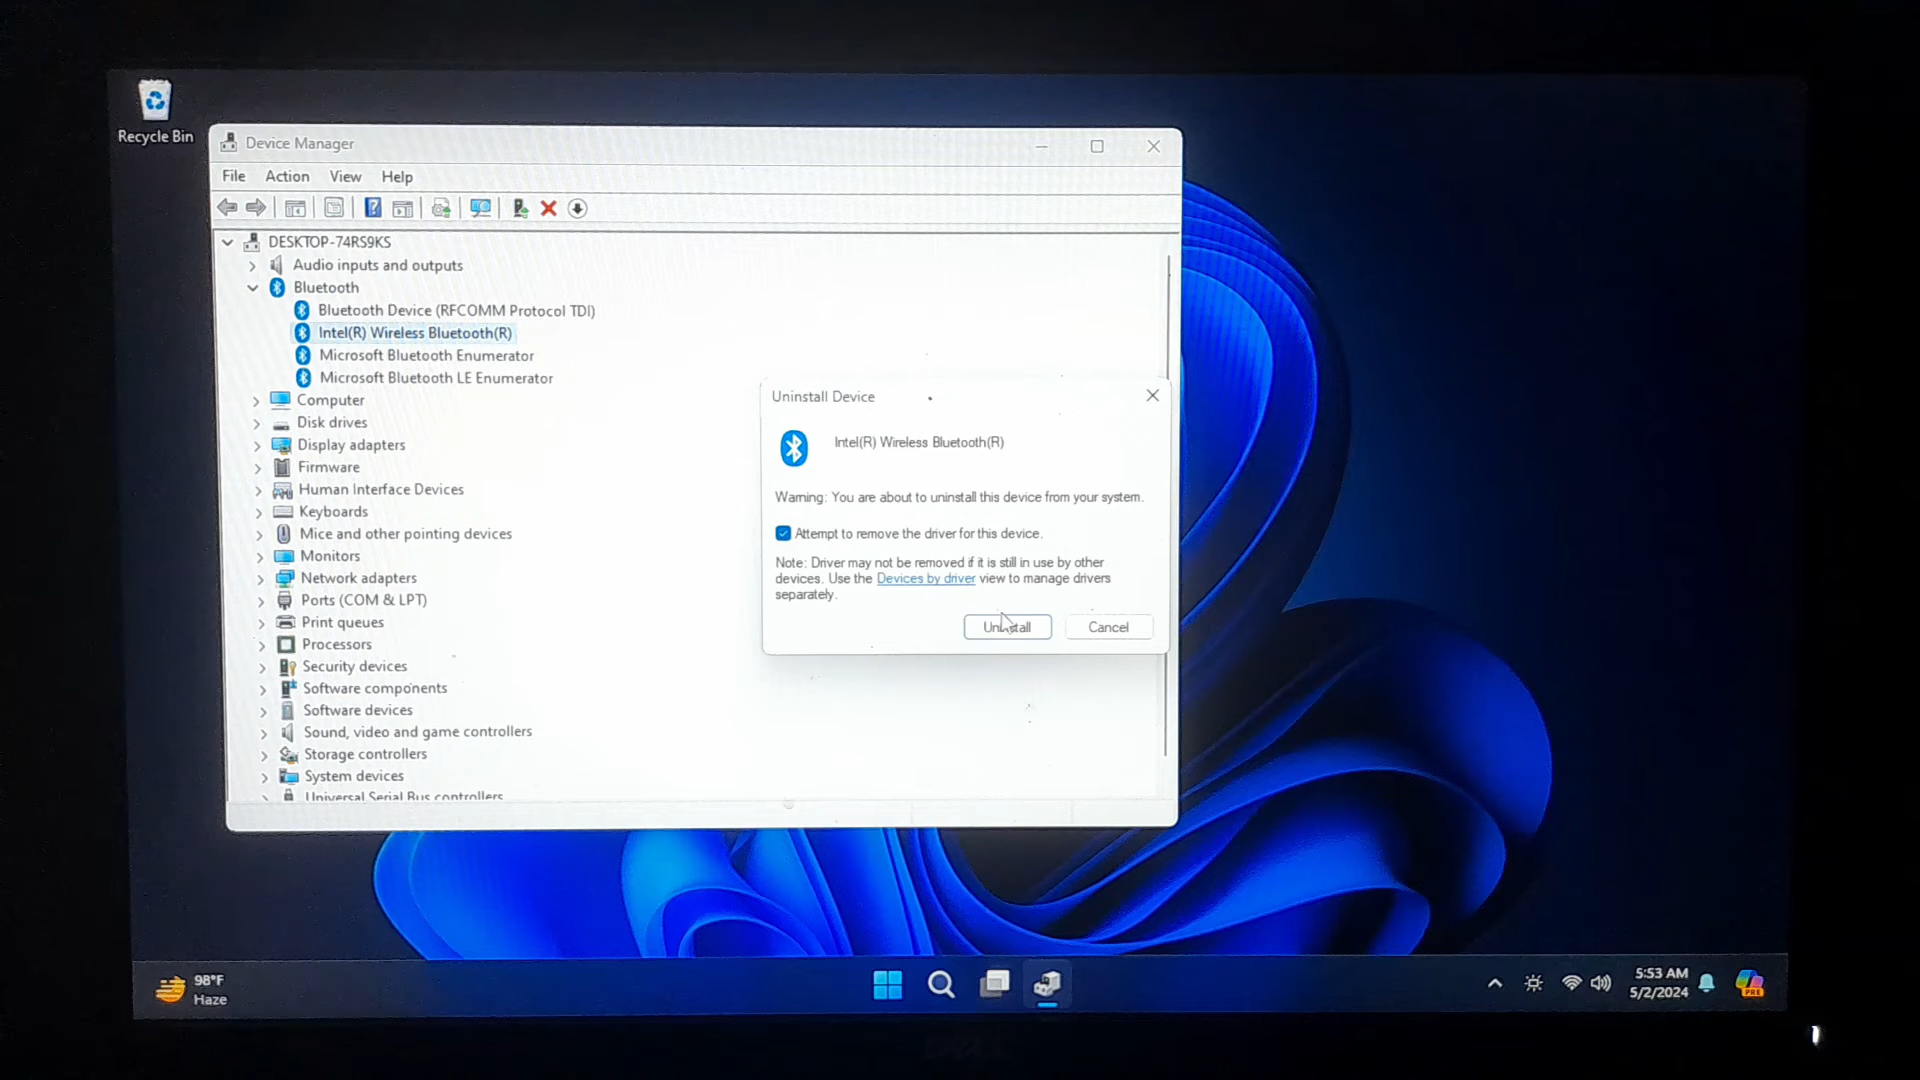 Recycle Bin
Device Manager
File Action View Help
DESKTOP-74RS9KS
Audio inputs and outputs
Bluetooth
Bluetooth Device (RFCOMM Protocol TDI)
Intel(R) Wireless Bluetooth(R)
Microsoft Bluetooth Enumerator
Microsoft Bluetooth LE Enumerator
Computer
Disk drives
Display adapters
Firmware
Human Interface Devices
Keyboards
Mice and other pointing devices
Monitors
Network adapters
Ports (COM & LPT)
Print queues
Processors
Security devices
Software components
Software devices
Sound, video and game controllers
Storage controllers
System devices
Universal Serial Bus controllers
Uninstall Device
Intel(R) Wireless Bluetooth(R)
Warning: You are about to uninstall this device from your system.
Attempt to remove the driver for this device.
Note: Driver may not be removed if it is still in use by other
devices. Use the Devices by driver view to manage drivers
separately.
Uninstall Cancel
98°F
Haze
5:53 AM
5/2/2024
PRE